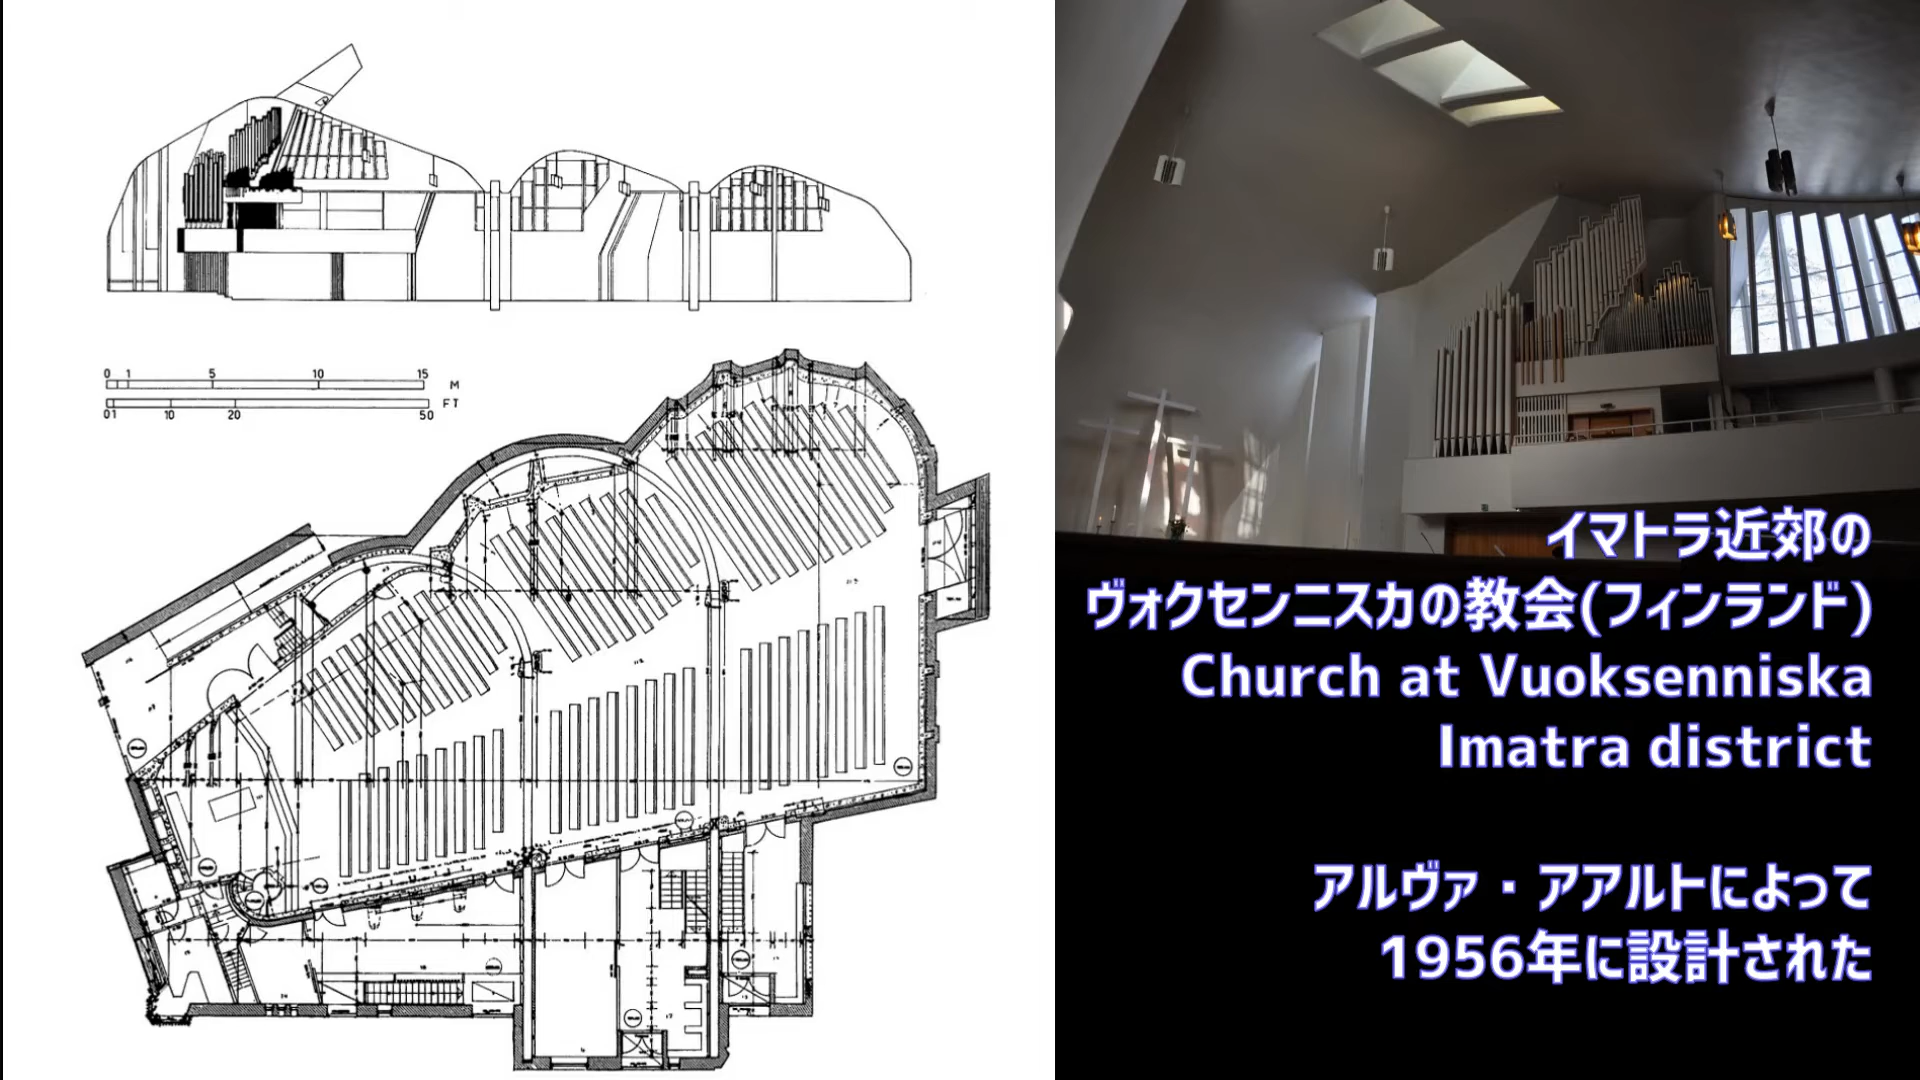 0 1 5 10 15 M
01 10 20 50 FT
イマトラ近郊の
ヴォクセンニスカの教会(フィンランド)
Church at Vuoksenniska
Imatra district
アルヴァ・アアルトによって
1956年に設計された